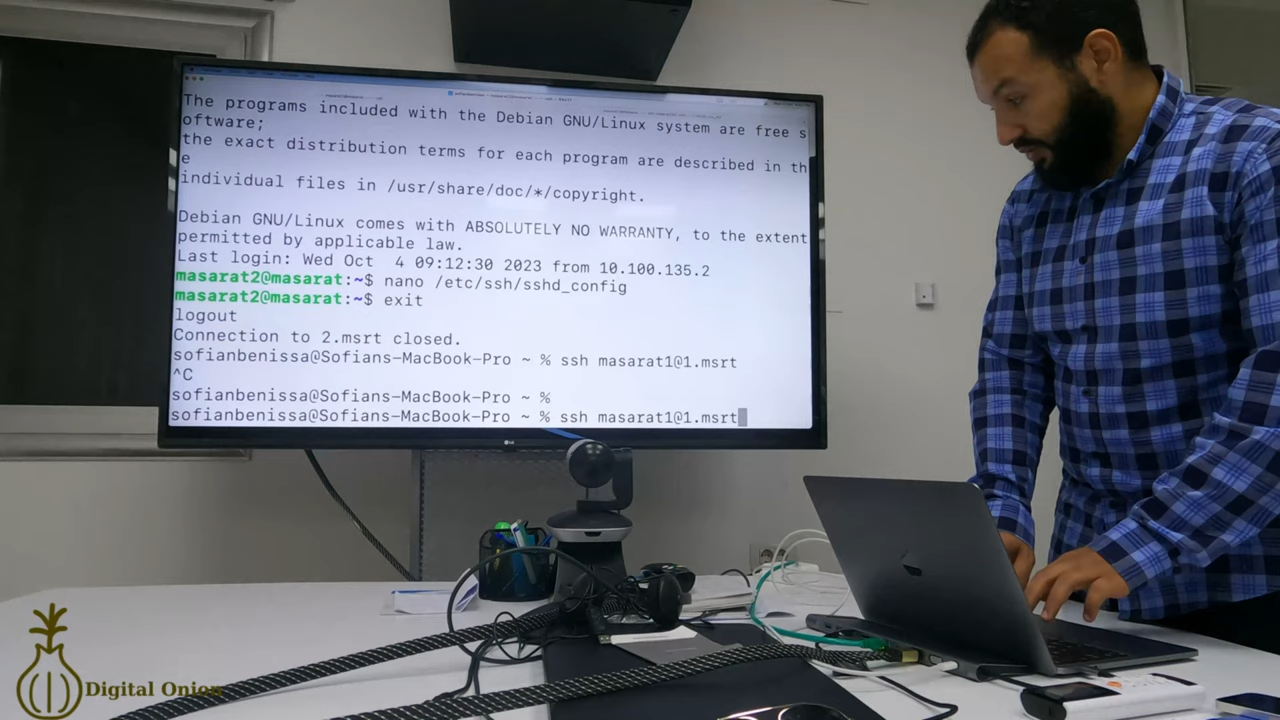 The programs included with the Debian GNU/Linux system are free s
oftware;
the exact distribution terms for each program are described in th
e
individual files in /usr/share/doc/*/copyright.
Debian GNU/Linux comes with ABSOLUTELY NO WARRANTY, to the extent
permitted by applicable law.
Last login: Wed Oct  4 09:12:30 2023 from 10.100.135.2
masarat2@masarat:~$ nano /etc/ssh/sshd_config
masarat2@masarat:~$ exit
logout
Connection to 2.msrt closed.
sofianbenissa@Sofians-MacBook-Pro ~ % ssh masarat1@1.msrt
^C
sofianbenissa@Sofians-MacBook-Pro ~ %
sofianbenissa@Sofians-MacBook-Pro ~ % ssh masarat1@1.msrt
LG
Digital Onion